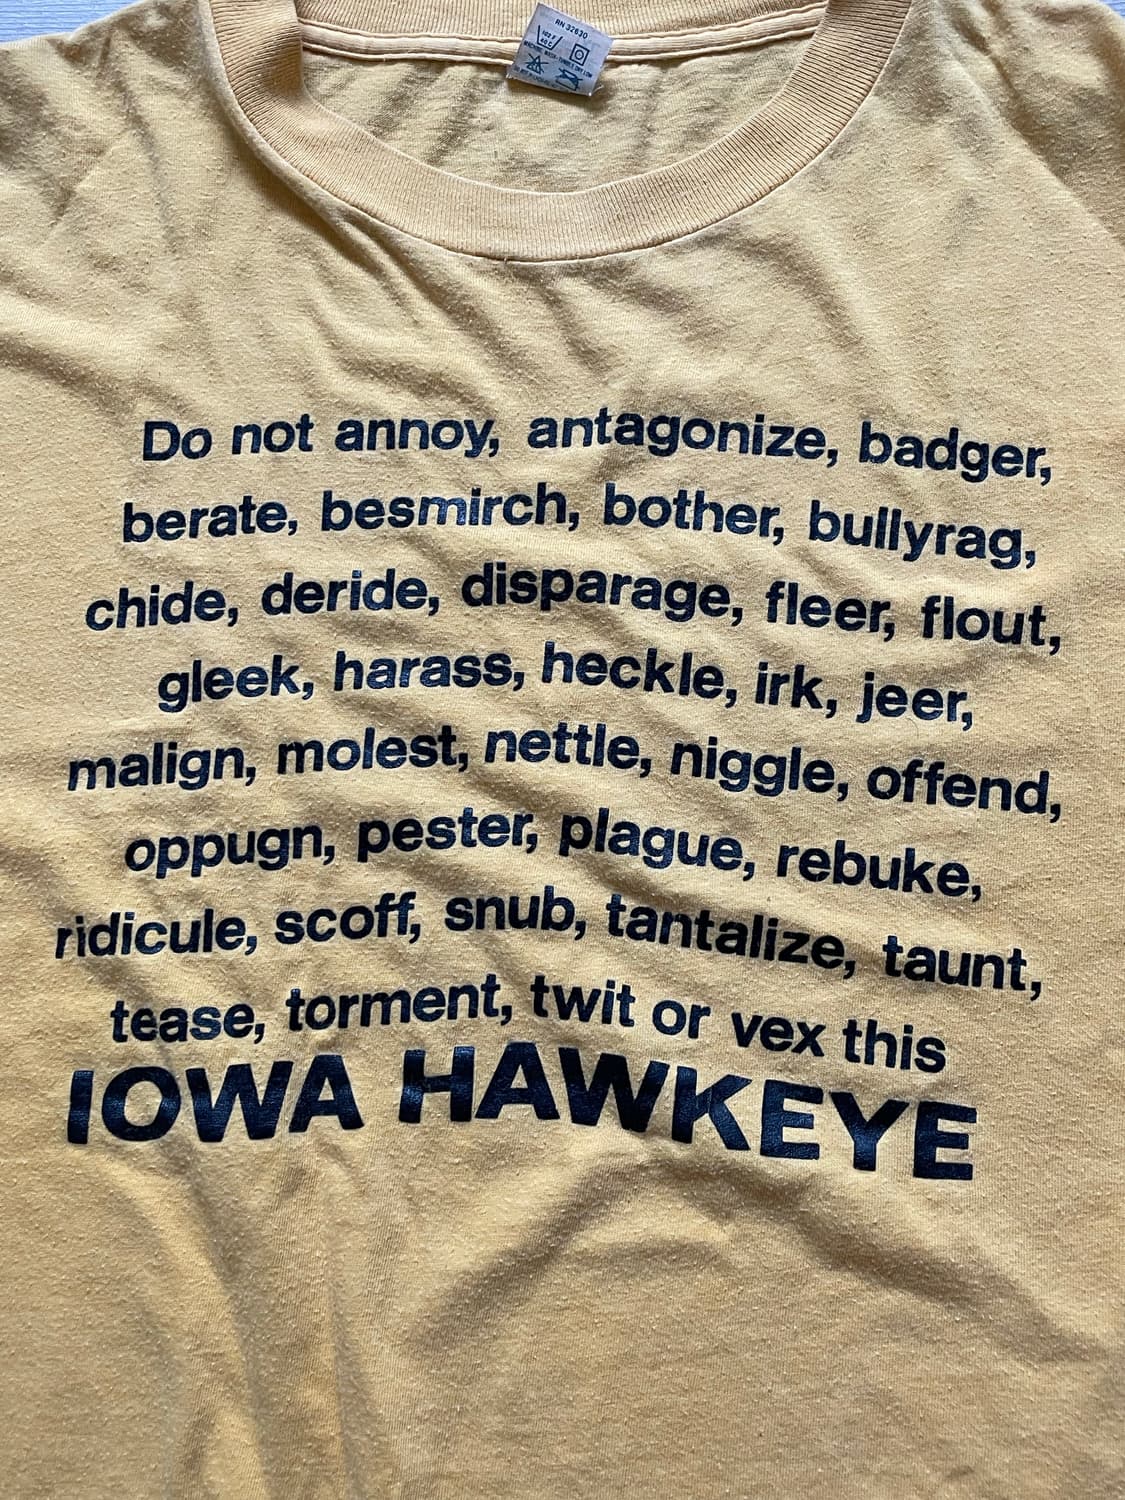 RN 32630
Do not annoy, antagonize, badger,
berate, besmirch, bother, bullyrag,
chide, deride, disparage, fleer, flout,
gleek, harass, heckle, irk, jeer,
malign, molest, nettle, niggle, offend,
oppugn, pester, plague, rebuke,
ridicule, scoff, snub, tantalize, taunt,
tease, torment, twit or vex this
IOWA HAWKEYE